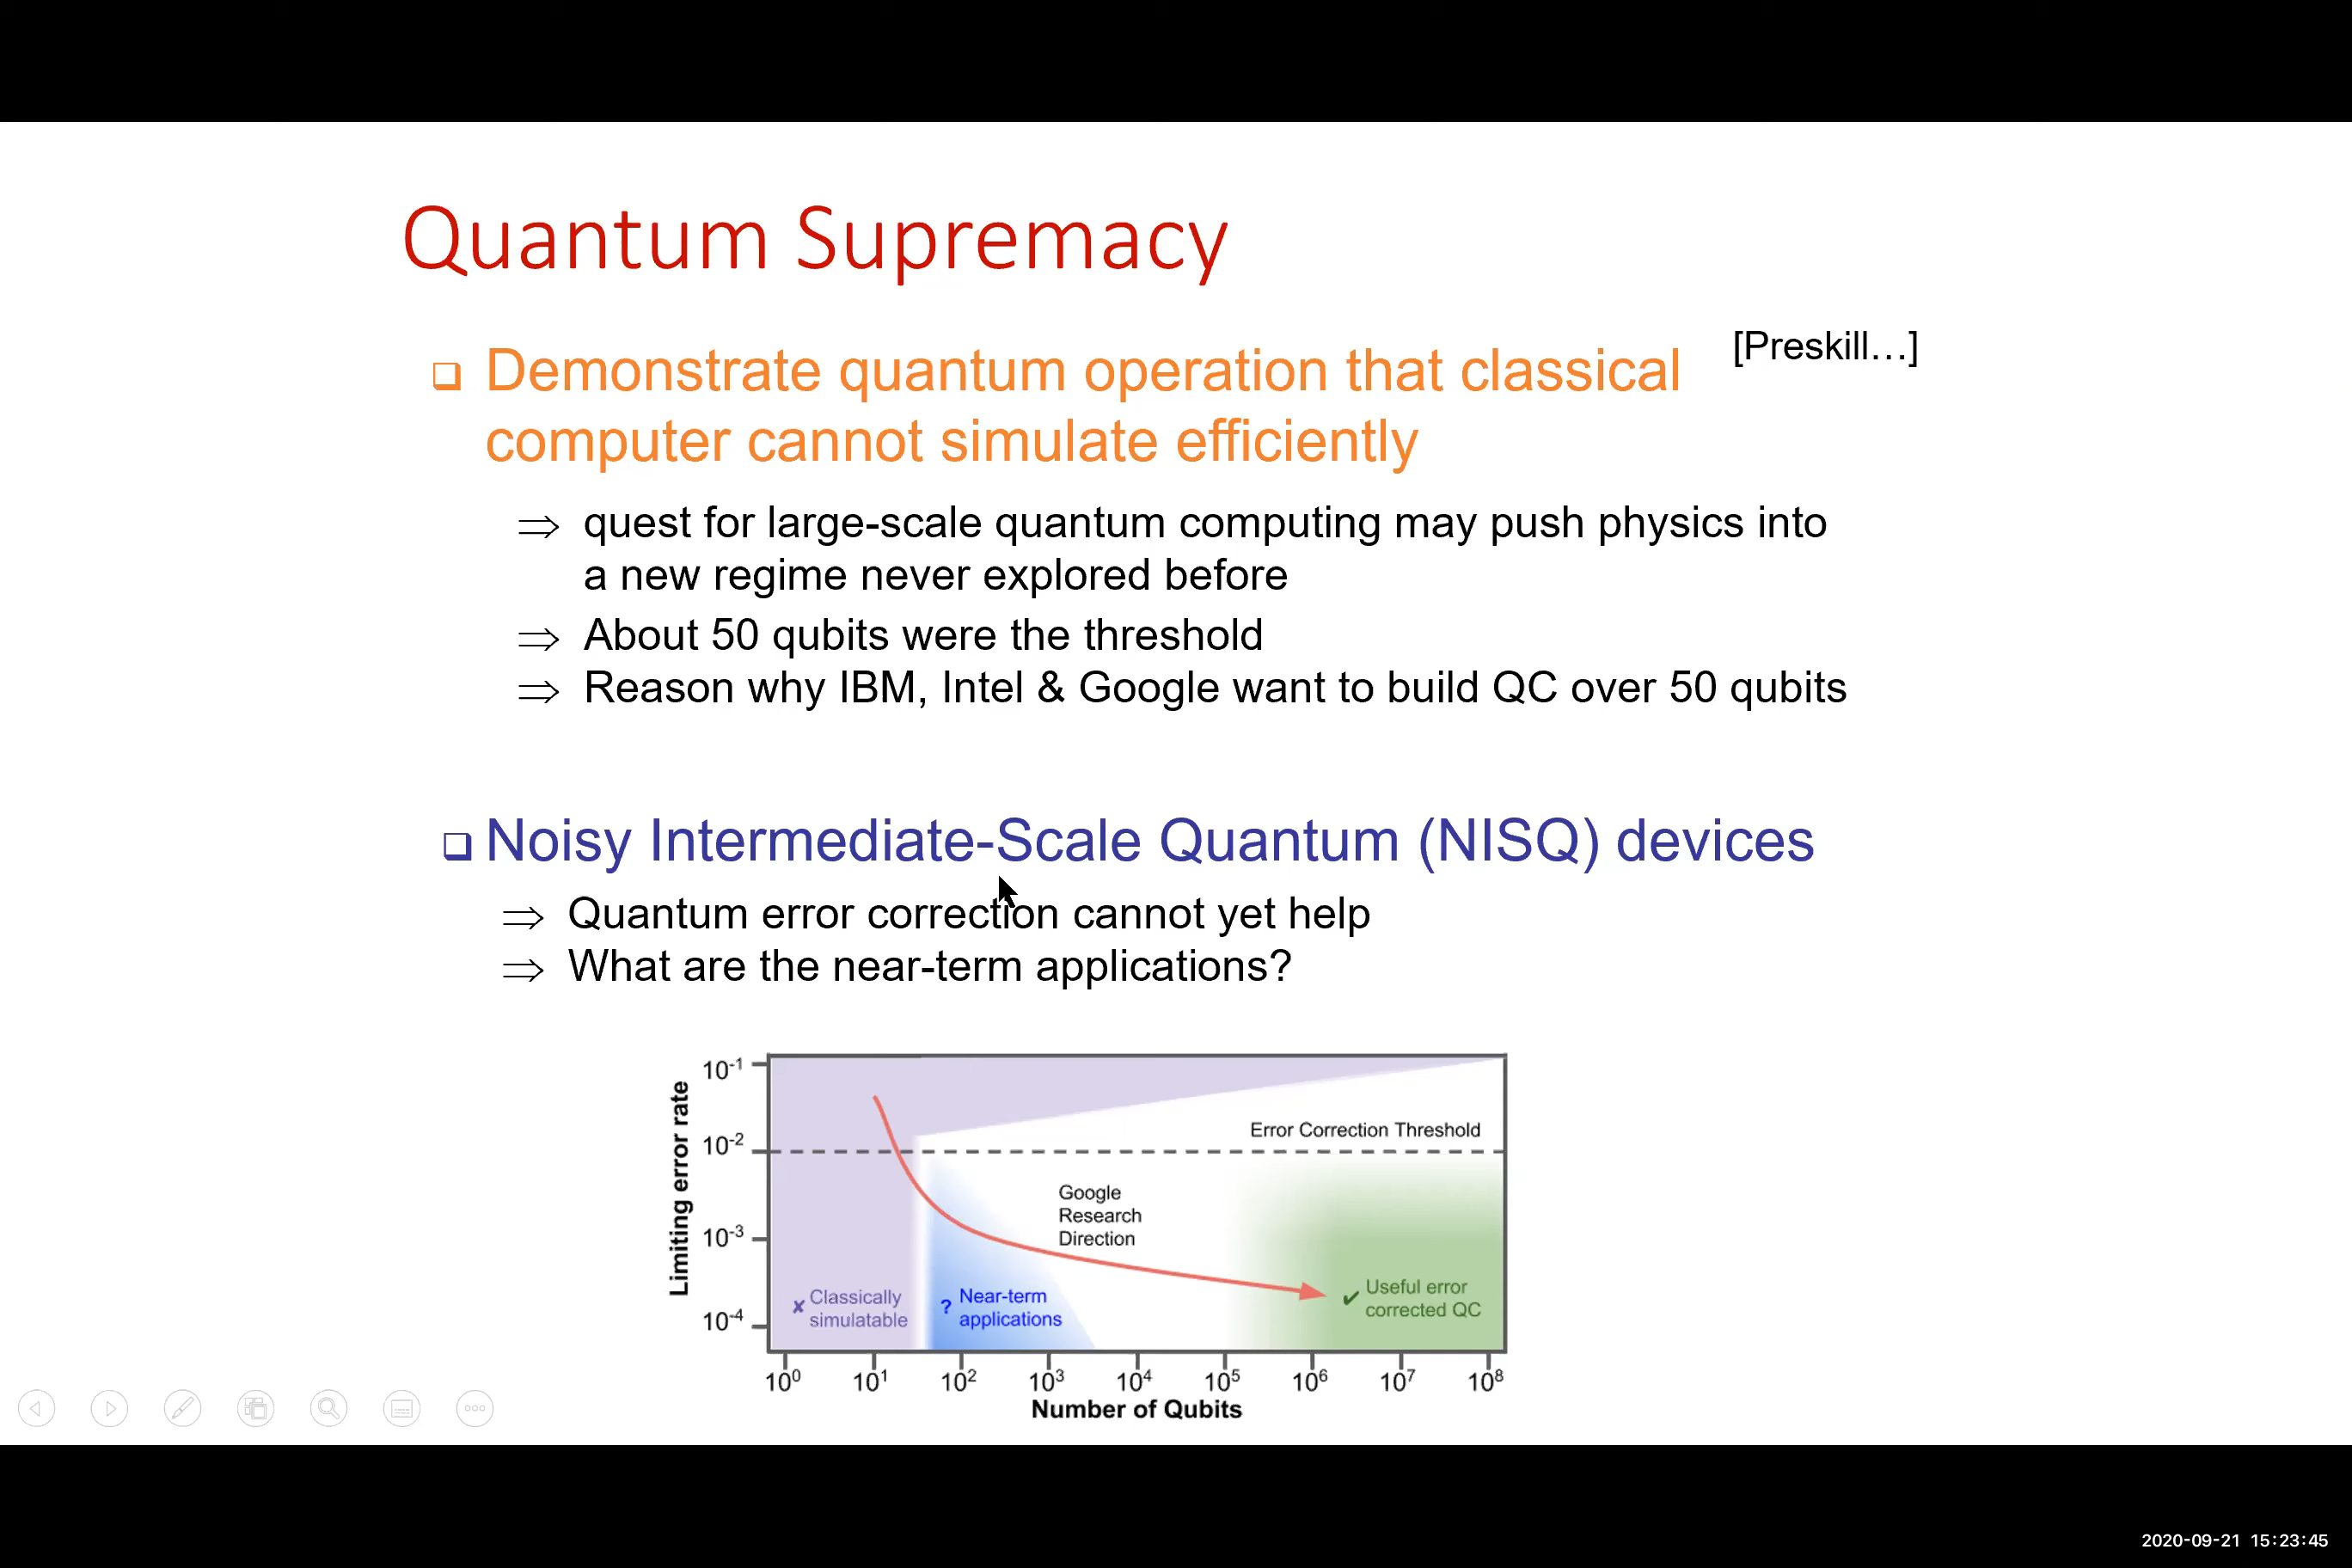 Quantum Supremacy
[Preskill…]
Demonstrate quantum operation that classical
computer cannot simulate efficiently
⇒ quest for large-scale quantum computing may push physics into
a new regime never explored before
⇒ About 50 qubits were the threshold
⇒ Reason why IBM, Intel & Google want to build QC over 50 qubits
Noisy Intermediate-Scale Quantum (NISQ) devices
⇒ Quantum error correction cannot yet help
⇒ What are the near-term applications?
Limiting error rate
10⁻¹
10⁻²
10⁻³
10⁻⁴
Error Correction Threshold
Google
Research
Direction
✘ Classically
simulatable
? Near-term
applications
✔ Useful error
corrected QC
10⁰ 10¹ 10² 10³ 10⁴ 10⁵ 10⁶ 10⁷ 10⁸
Number of Qubits
2020-09-21 15:23:45